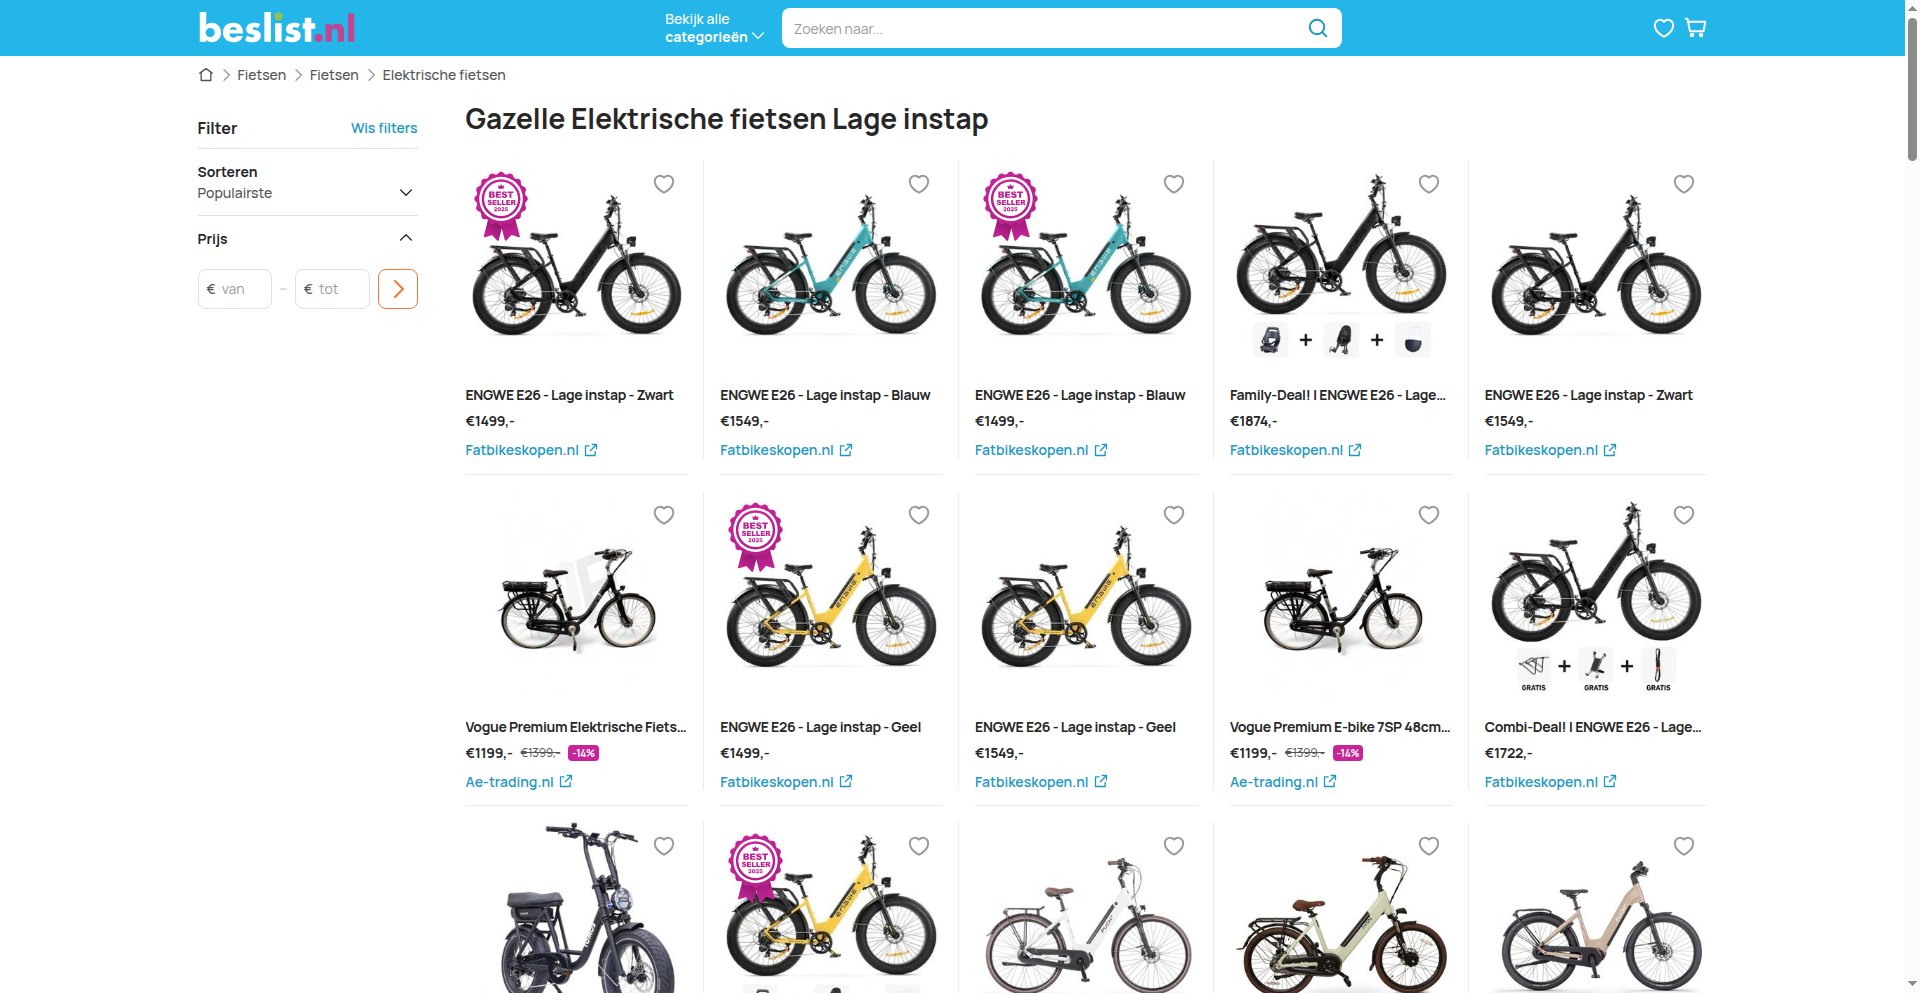 beslist.nl
Bekijk alle
categorieën
Zoeken naar...
Fietsen
Fietsen
Elektrische fietsen
Filter
Wis filters
Sorteren
Populairste
Prijs
€ van
–
€ tot
Gazelle Elektrische fietsen Lage instap
BEST
SELLER
2025
ENGWE E26 - Lage instap - Zwart
€1499,-
Fatbikeskopen.nl
ENGWE
ENGWE E26 - Lage instap - Blauw
€1549,-
Fatbikeskopen.nl
BEST
SELLER
2025
ENGWE
ENGWE E26 - Lage instap - Blauw
€1499,-
Fatbikeskopen.nl
+ +
Family-Deal! | ENGWE E26 - Lage...
€1874,-
Fatbikeskopen.nl
ENGWE E26 - Lage instap - Zwart
€1549,-
Fatbikeskopen.nl
Vogue Premium Elektrische Fiets...
€1199,- €1399,- -14%
Ae-trading.nl
BEST
SELLER
2025
ENGWE
ENGWE E26 - Lage instap - Geel
€1499,-
Fatbikeskopen.nl
ENGWE
ENGWE E26 - Lage instap - Geel
€1549,-
Fatbikeskopen.nl
Vogue Premium E-bike 7SP 48cm...
€1199,- €1399,- -14%
Ae-trading.nl
+ +
GRATIS GRATIS GRATIS
Combi-Deal! | ENGWE E26 - Lage...
€1722,-
Fatbikeskopen.nl
BEST
SELLER
2025
ENGWE